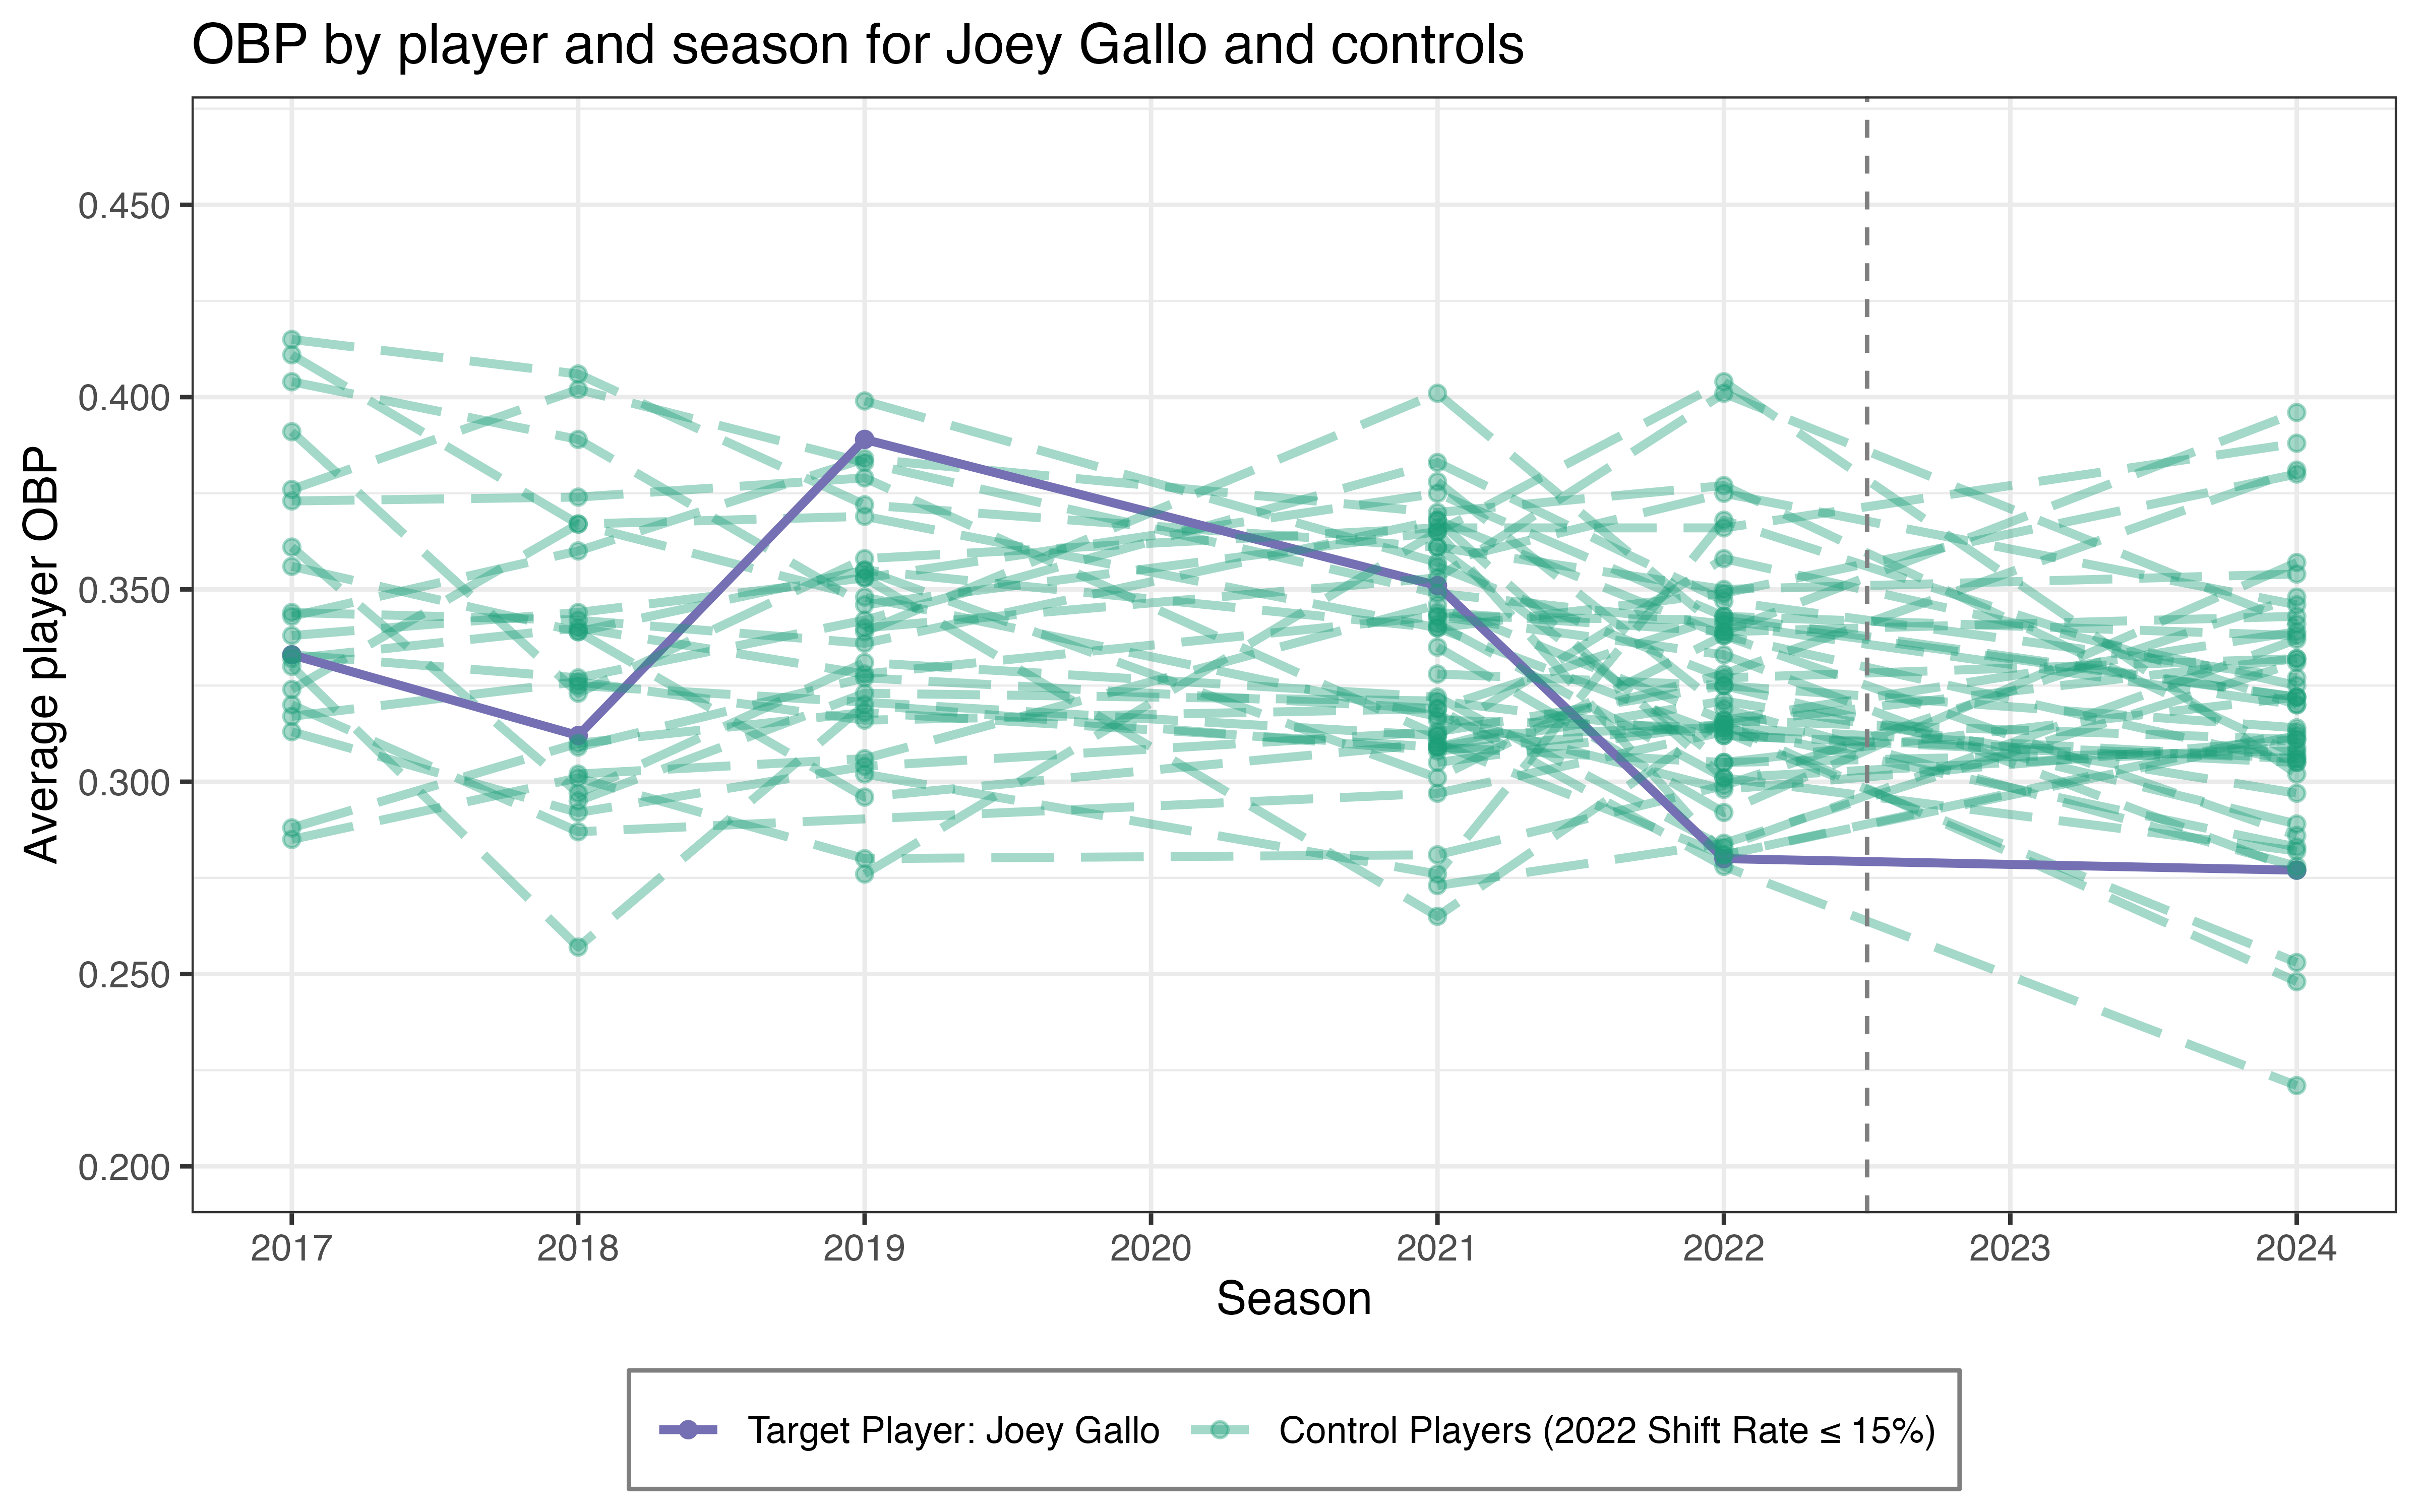 OBP by player and season for Joey Gallo and controls
Average player OBP
0.450
0.400
0.350
0.300
0.250
0.200
2017 2018 2019 2020 2021 2022 2023 2024
Season
Target Player: Joey Gallo Control Players (2022 Shift Rate ≤ 15%)